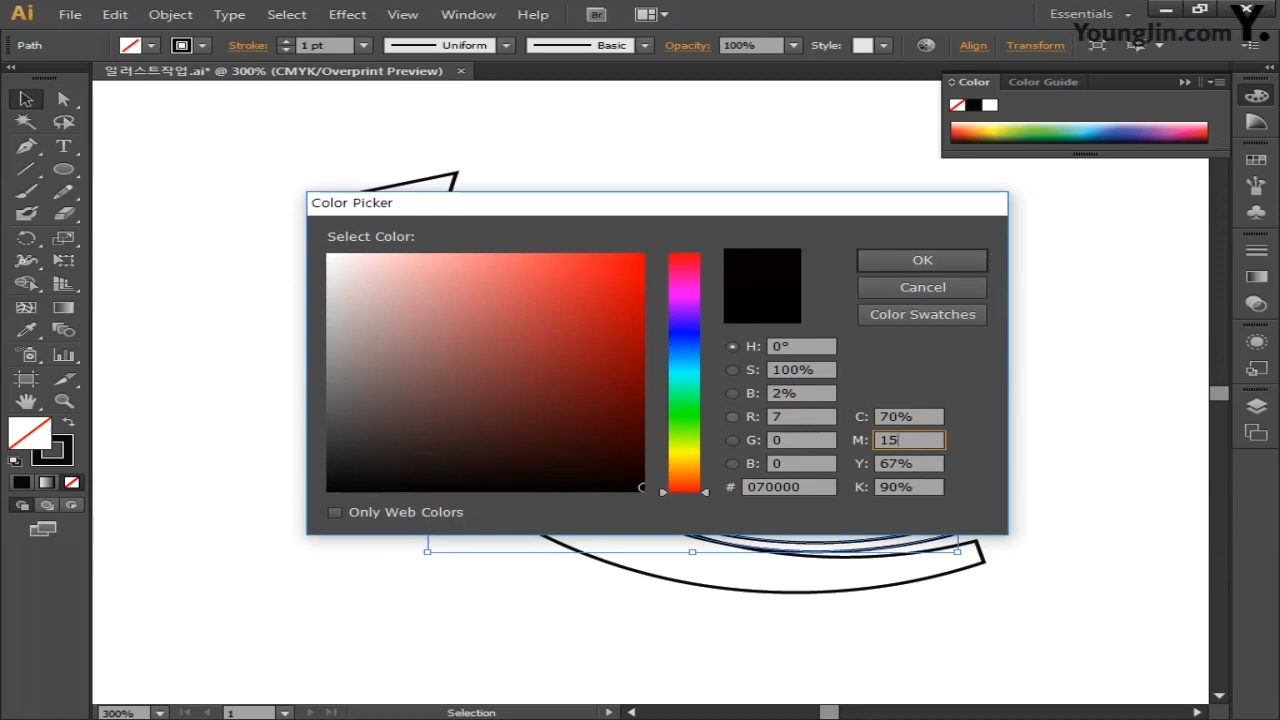 Ai File Edit Object Type Select Effect View Window Help Br Essentials
YoungJin.com Y.
Path Stroke: 1 pt Uniform Basic Opacity: 100% Style: Align Transform
일러스트작업.ai* @ 300% (CMYK/Overprint Preview) ×
Color Color Guide
T
Color Picker
Select Color:
OK
Cancel
Color Swatches
H: 0°
S: 100%
B: 2%
R: 7 C: 70%
G: 0 M: 15
B: 0 Y: 67%
# 070000 K: 90%
Only Web Colors
300% 1 Selection